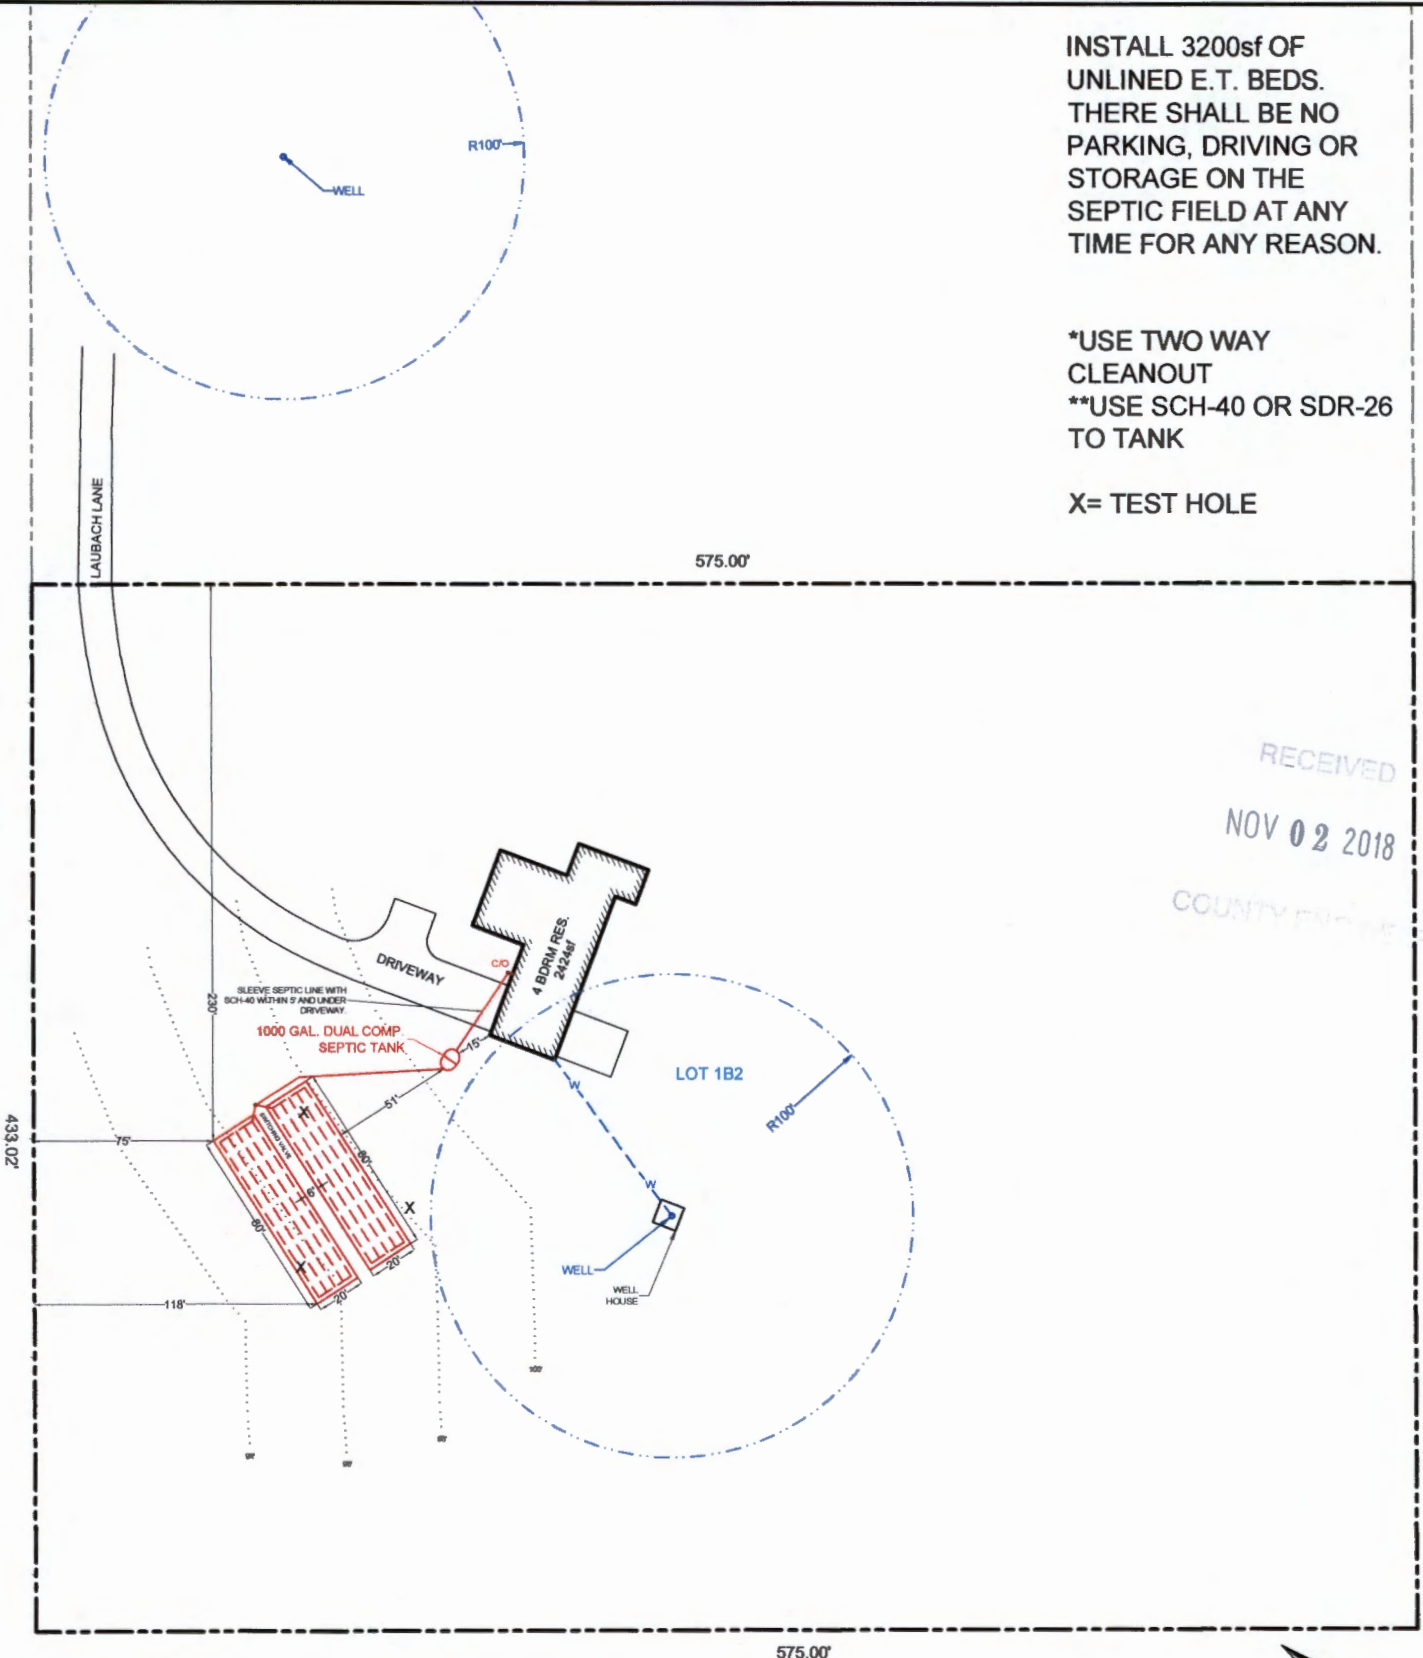 INSTALL 3200sf OF
UNLINED E.T. BEDS.
THERE SHALL BE NO
PARKING, DRIVING OR
STORAGE ON THE
SEPTIC FIELD AT ANY
TIME FOR ANY REASON.
*USE TWO WAY
CLEANOUT
**USE SCH-40 OR SDR-26
TO TANK
X= TEST HOLE
R100'
WELL
LAUBACH LANE
575.00'
RECEIVED
NOV 02 2018
COUNTY
4 BDRM RES.
2424sf
DRIVEWAY
C/O
SLEEVE SEPTIC LINE WITH
SCH-40 WITHIN 5' AND UNDER
DRIVEWAY.
230'
1000 GAL. DUAL COMP
SEPTIC TANK
15'
LOT 1B2
W
51'
R100'
433.02'
75'
SWITCHING VALVE
X
80'
6'
W
X
80'
X
20'
WELL
WELL
HOUSE
20'
118'
100'
575.00'